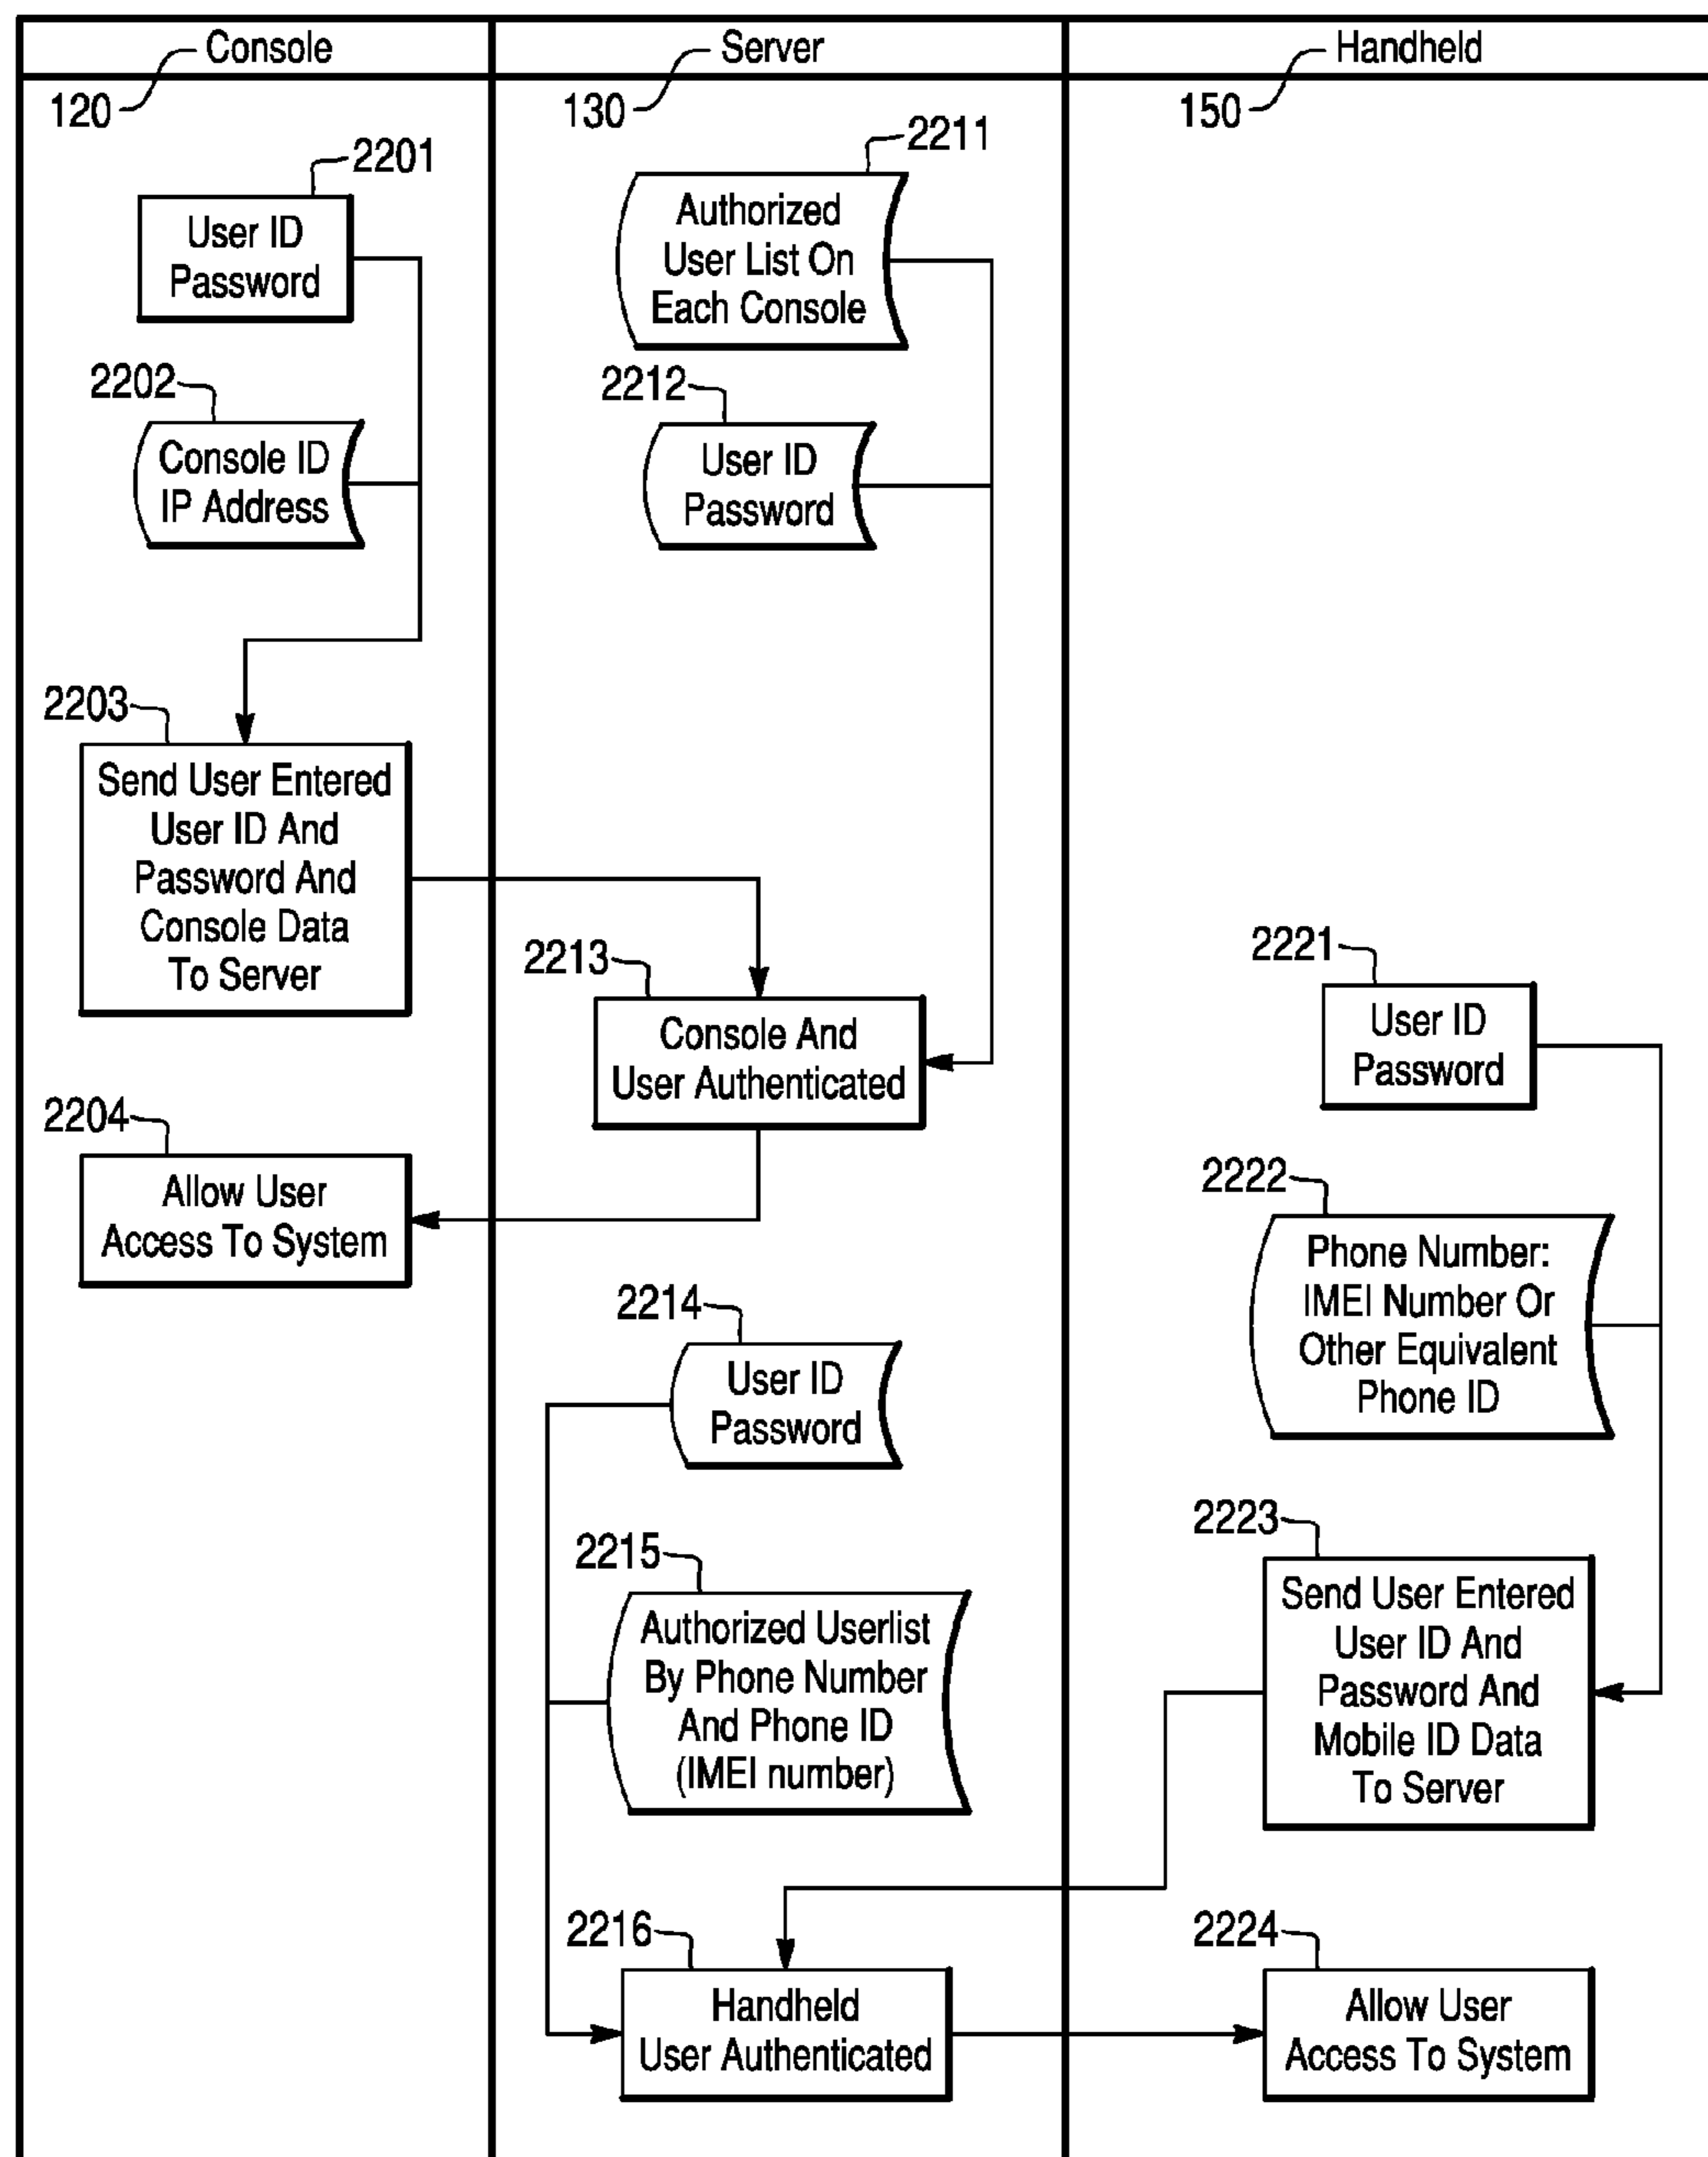 Console
Server
Handheld
120
130
150
2201
User ID
Password
2202
Console ID
IP Address
2203
Send User Entered
User ID And
Password And
Console Data
To Server
2204
Allow User
Access To System
2211
Authorized
User List On
Each Console
2212
User ID
Password
2213
Console And
User Authenticated
2214
User ID
Password
2215
Authorized Userlist
By Phone Number
And Phone ID
(IMEI number)
2216
Handheld
User Authenticated
2221
User ID
Password
2222
Phone Number:
IMEI Number Or
Other Equivalent
Phone ID
2223
Send User Entered
User ID And
Password And
Mobile ID Data
To Server
2224
Allow User
Access To System